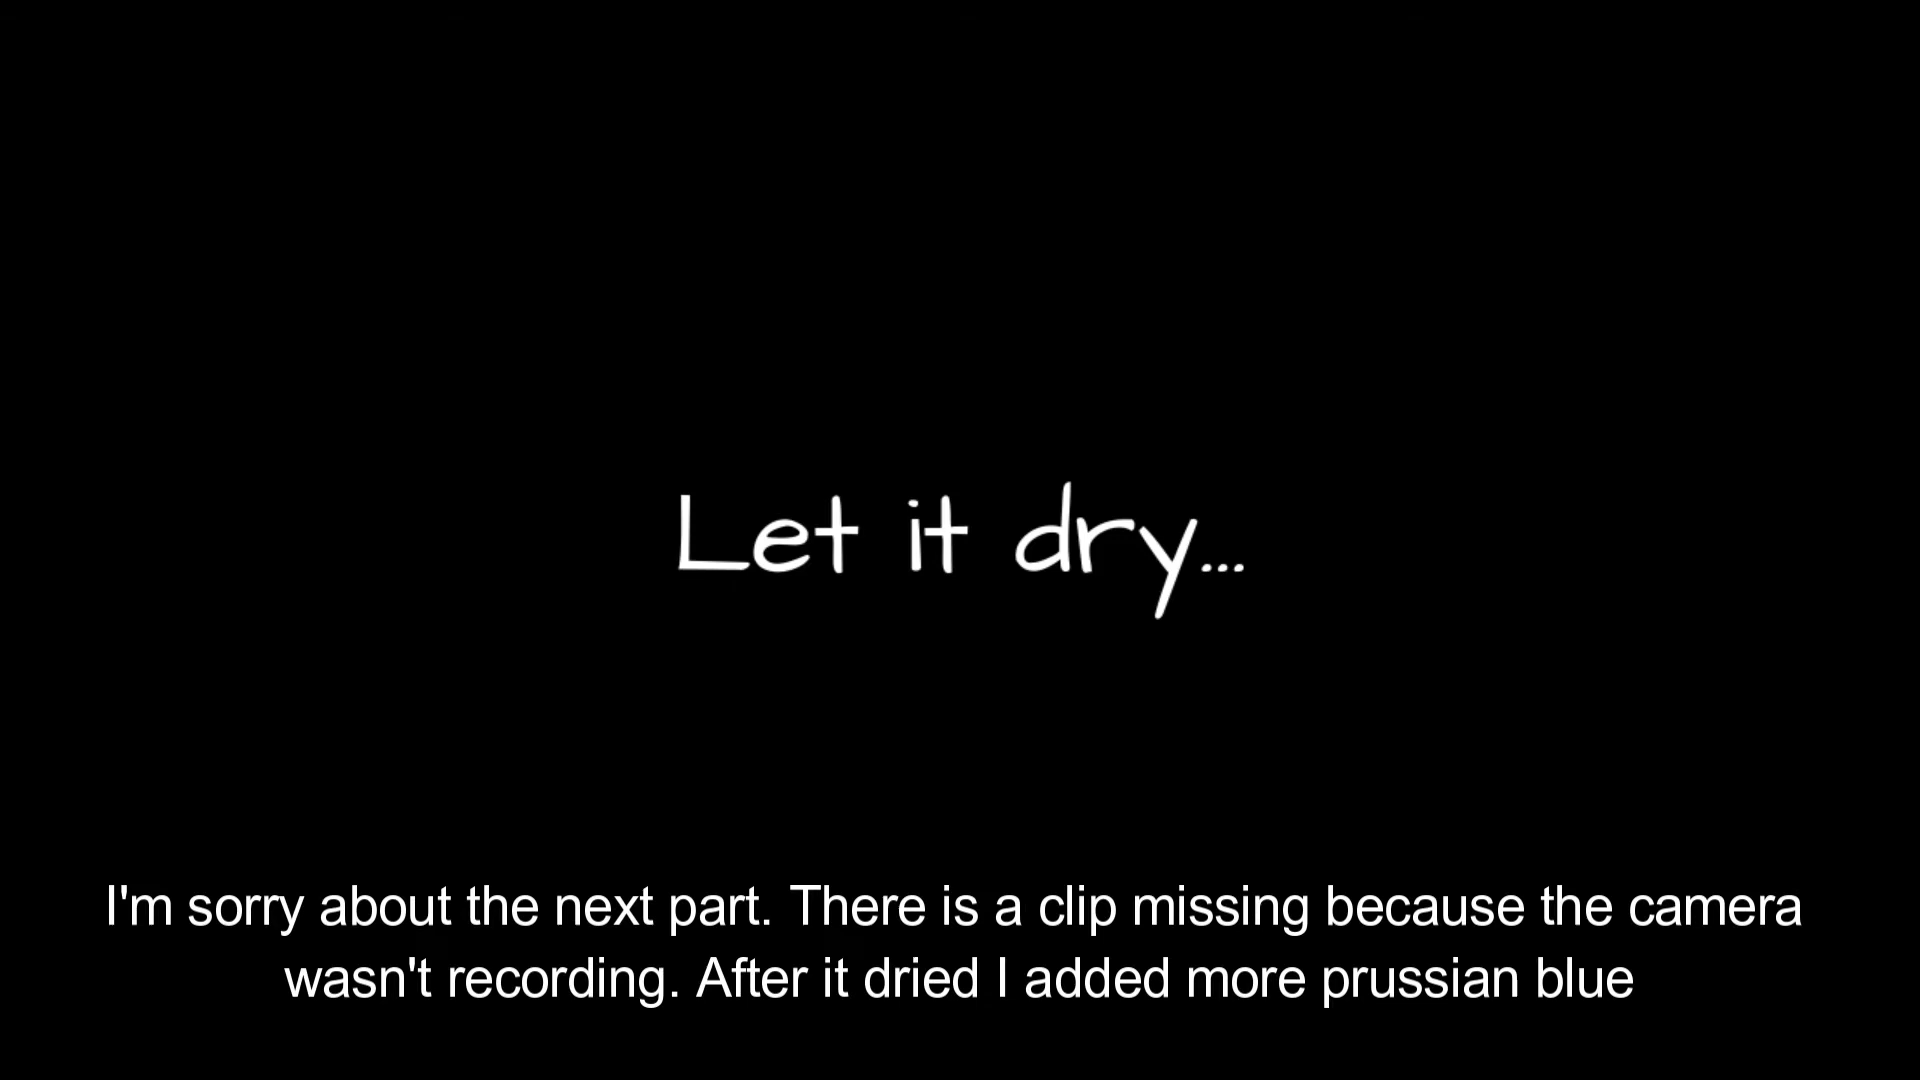 Let it dry...
I'm sorry about the next part. There is a clip missing because the camera
wasn't recording. After it dried I added more prussian blue